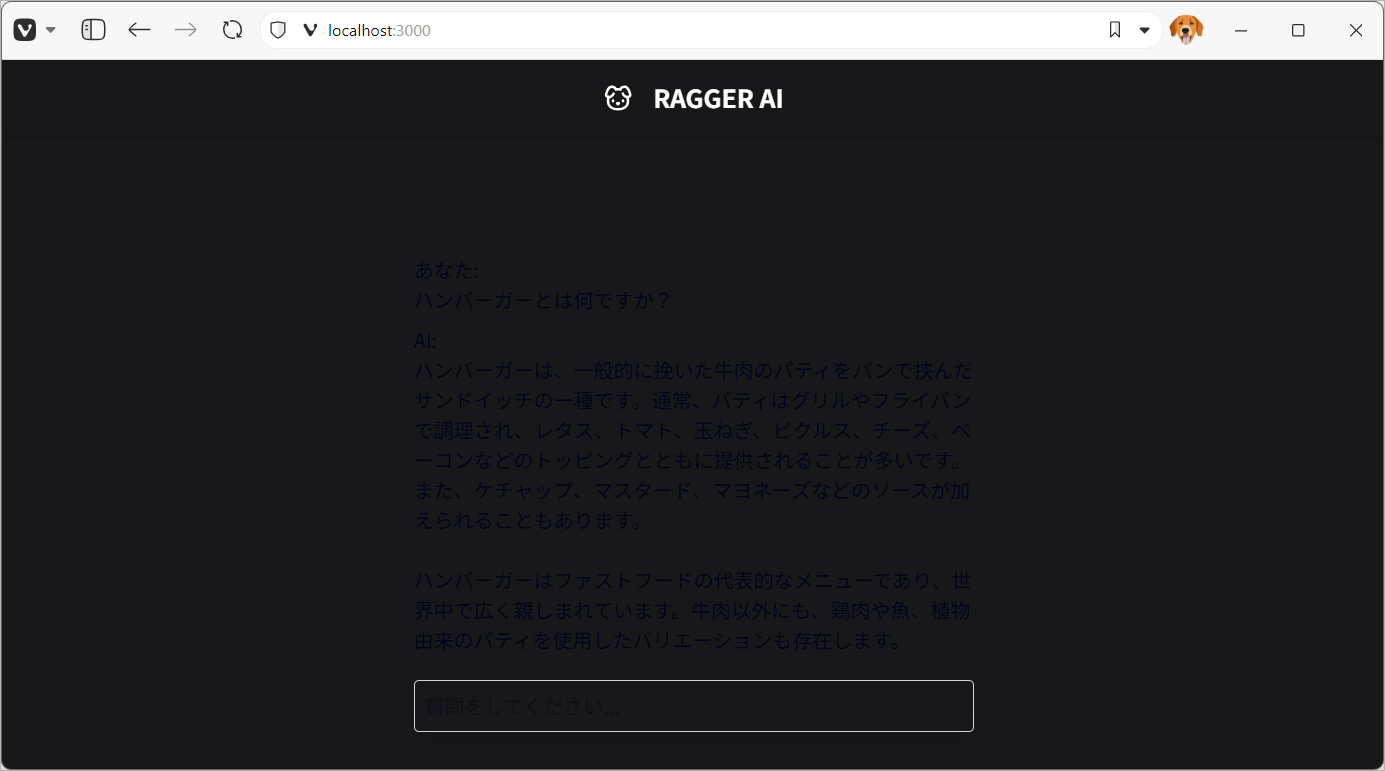 localhost:3000
RAGGER AI
あなた:
ハンバーガーとは何ですか？
AI:
ハンバーガーは、一般的に挽いた牛肉のパティをパンで挟んだ
サンドイッチの一種です。通常、パティはグリルやフライパン
で調理され、レタス、トマト、玉ねぎ、ピクルス、チーズ、ベ
ーコンなどのトッピングとともに提供されることが多いです。
また、ケチャップ、マスタード、マヨネーズなどのソースが加
えられることもあります。
ハンバーガーはファストフードの代表的なメニューであり、世
界中で広く親しまれています。牛肉以外にも、鶏肉や魚、植物
由来のパティを使用したバリエーションも存在します。
質問をしてください...